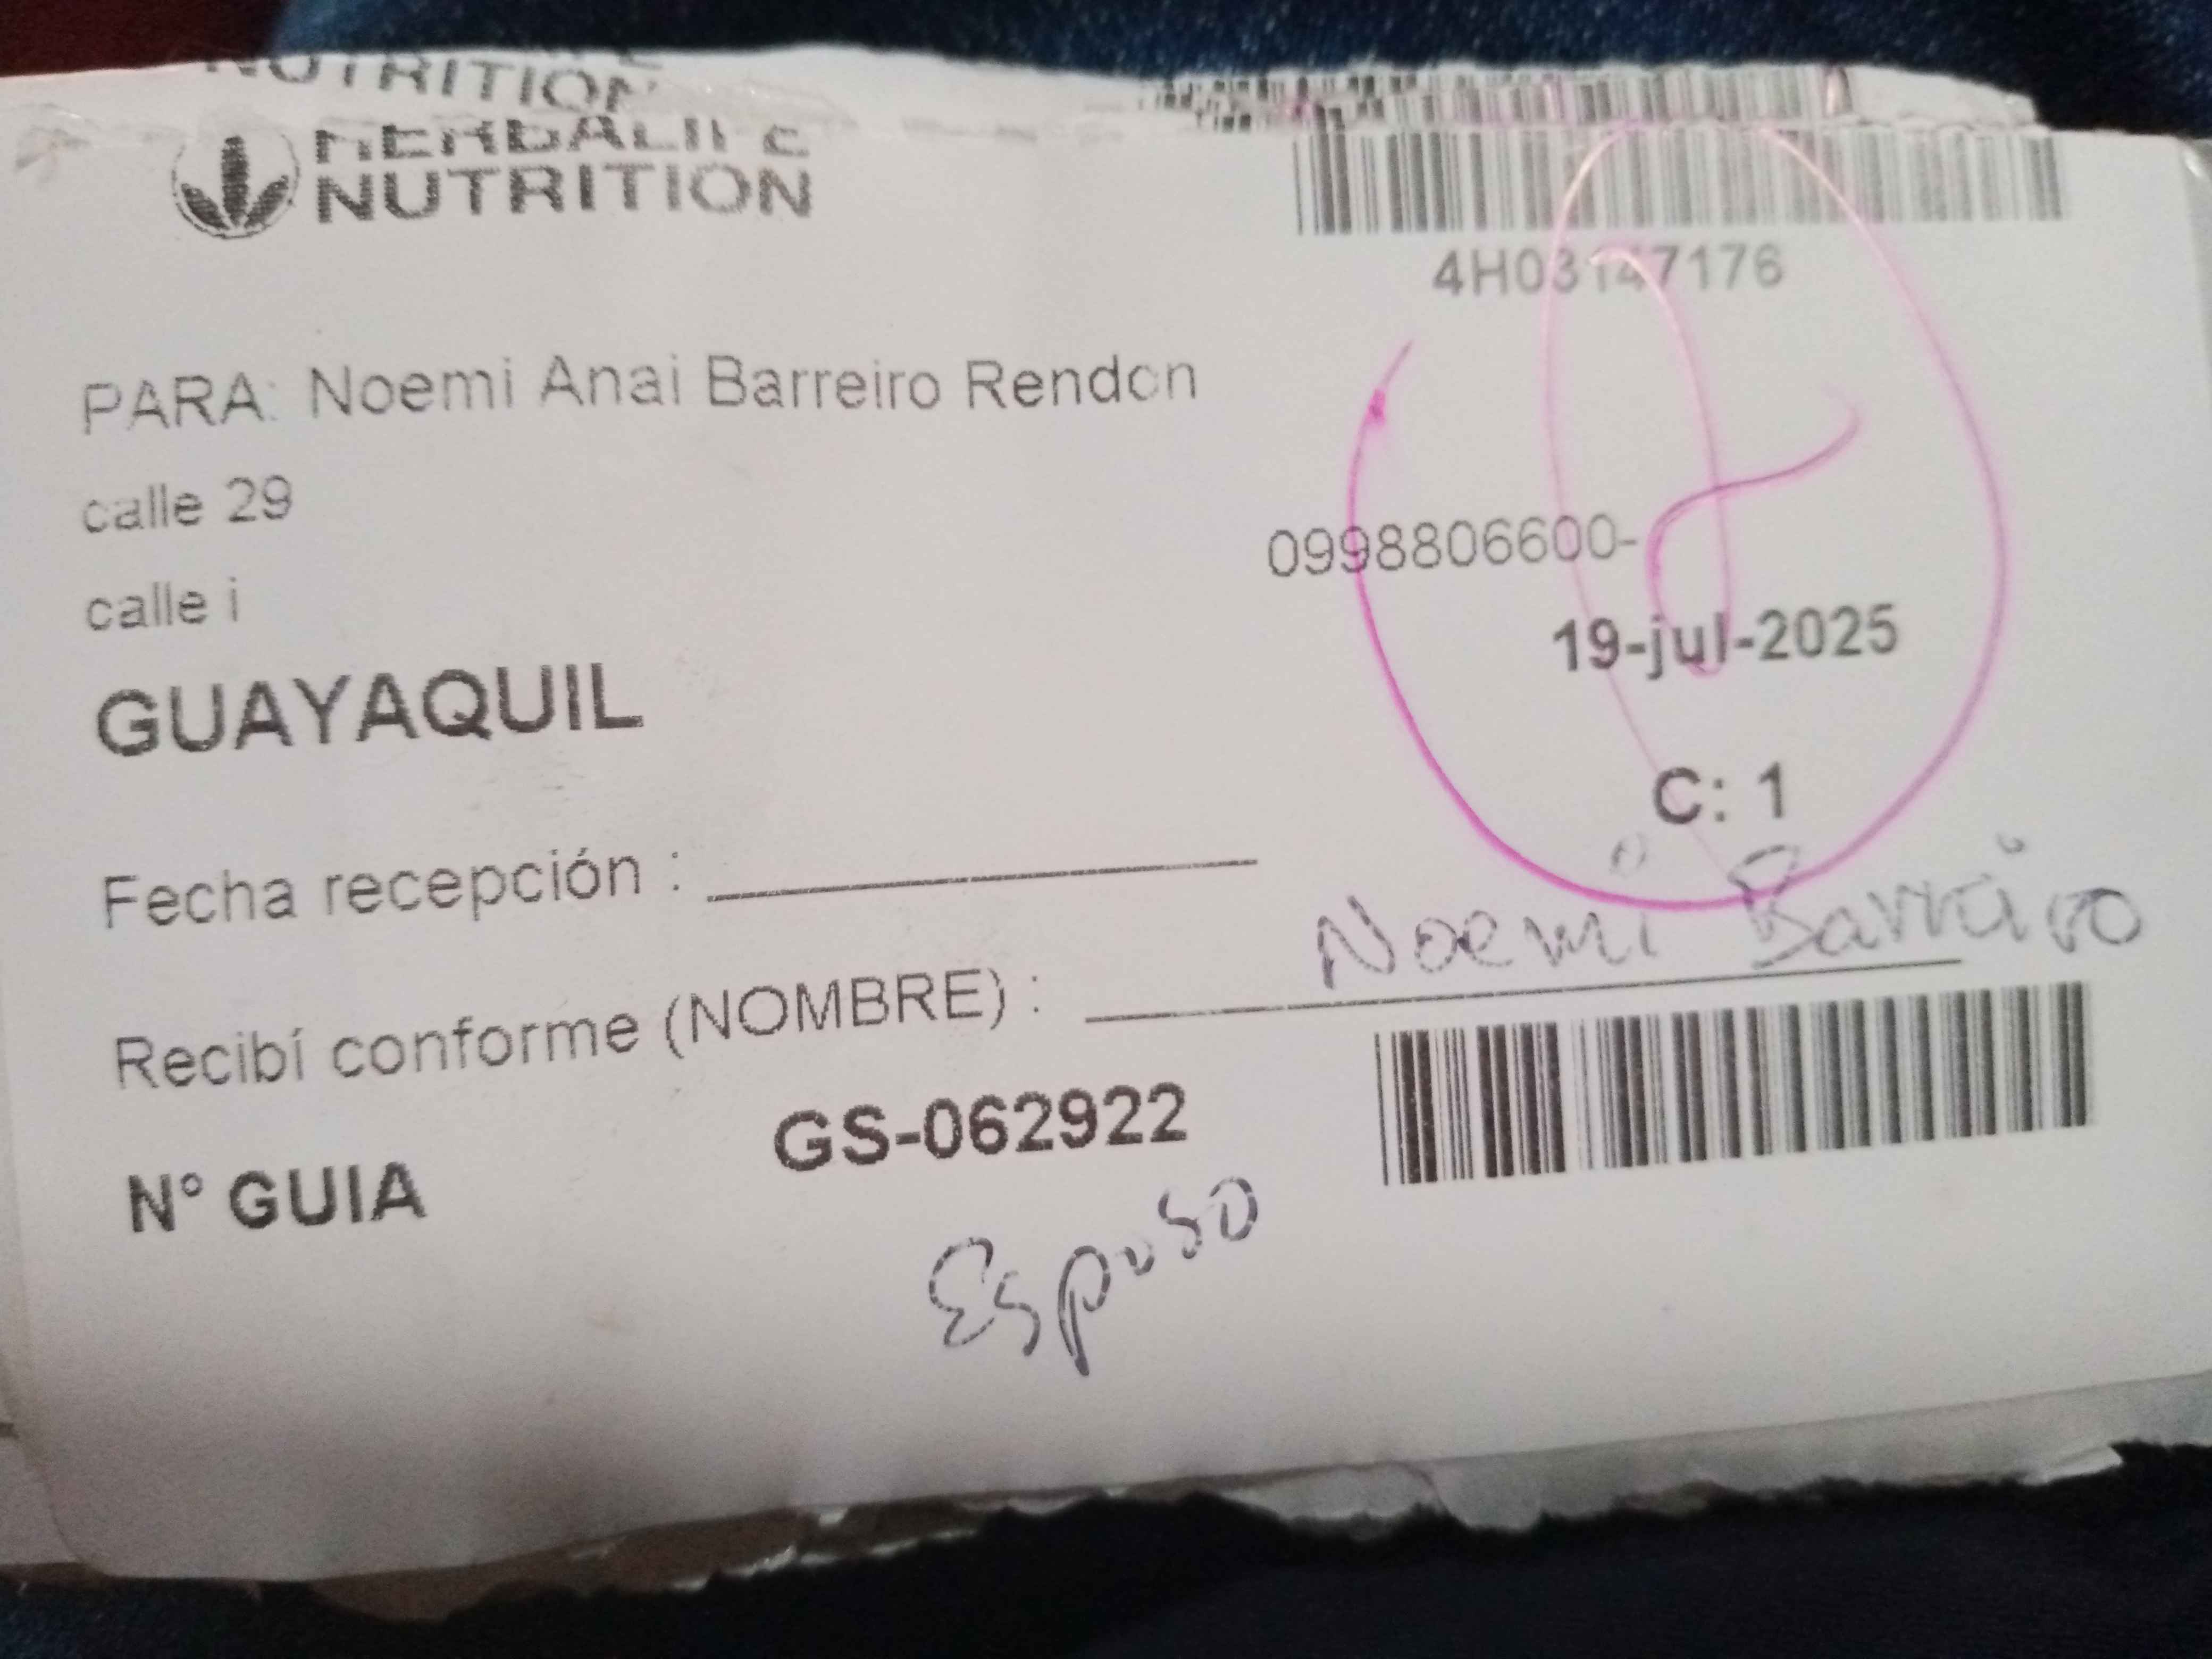 NUTRITION
HERBALIFE
NUTRITION
4H03147176
PARA: Noemi Anai Barreiro Rendon
calle 29
0998806600-
calle i
19-jul-2025
GUAYAQUIL
C: 1
Fecha recepción :
Recibí conforme (NOMBRE) : Noemi Barreiro
N° GUIA GS-062922
Esposo